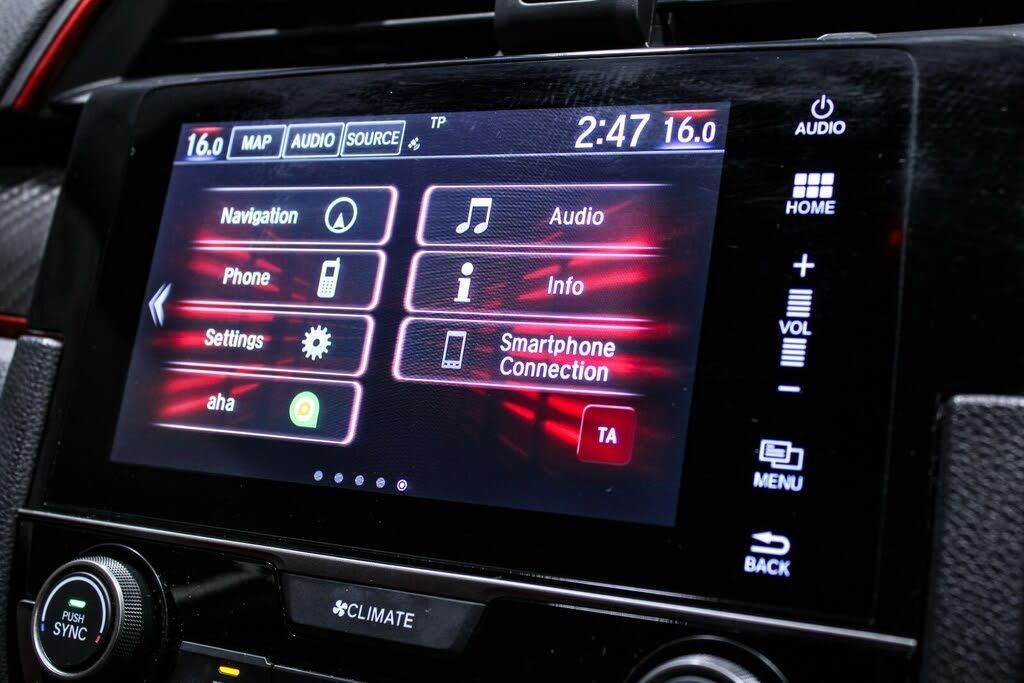 16.0 MAP AUDIO SOURCE TP 2:47 16.0
Navigation
Audio
Phone
Info
Settings
Smartphone
Connection
aha
TA
AUDIO
HOME
+
VOL
−
MENU
BACK
PUSH
SYNC
CLIMATE